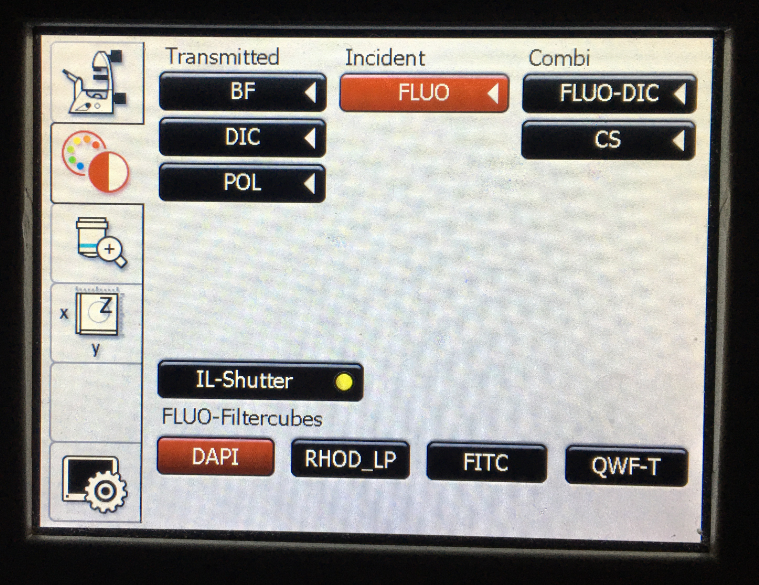 Transmitted Incident Combi
BF FLUO FLUO-DIC
DIC CS
POL
+
Z
x
y
IL-Shutter
FLUO-Filtercubes
DAPI RHOD_LP FITC QWF-T